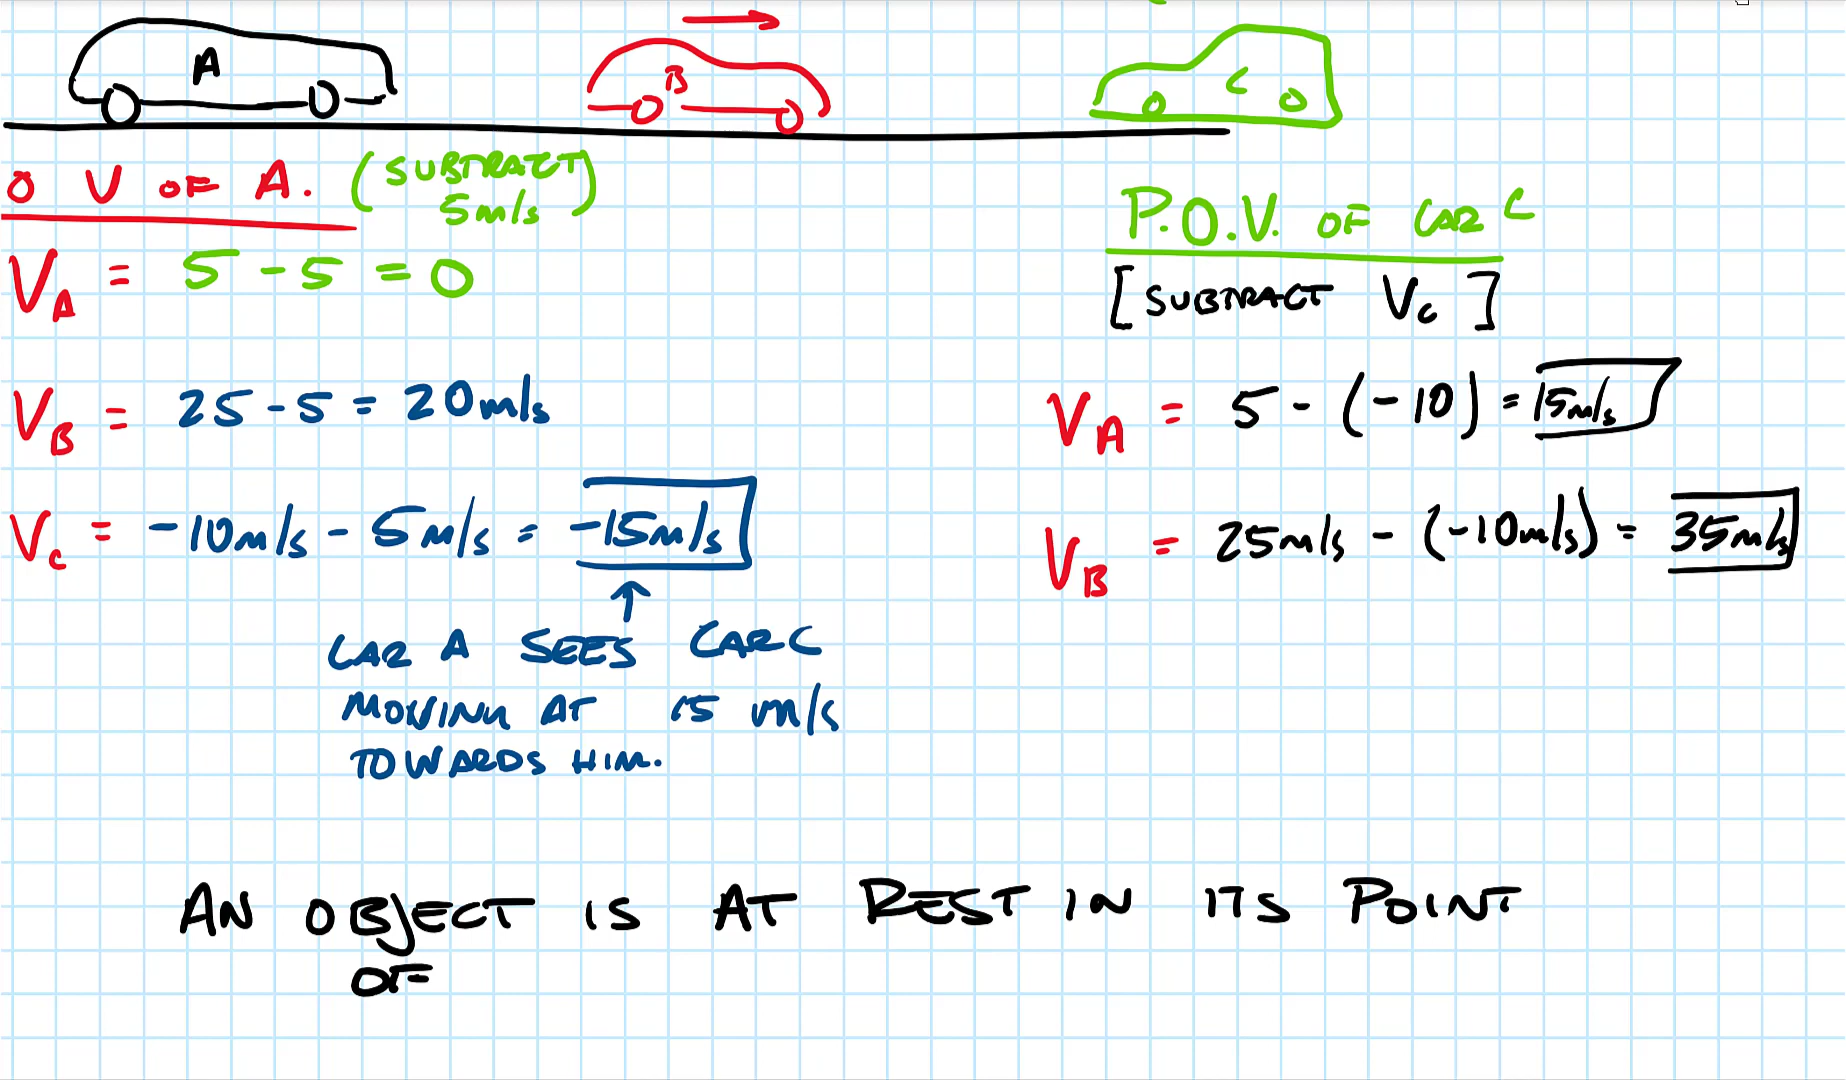 A
B
C
O V OF A. (SUBTRACT 5m/s)
VA = 5 - 5 = 0
VB = 25 - 5 = 20m/s
Vc = -10m/s - 5m/s = -15m/s
↑
CAR A SEES CAR C
MOVING AT 15 m/s
TOWARDS HIM.
P.O.V. OF CAR C
[SUBTRACT Vc]
VA = 5 - (-10) = 15m/s
VB = 25m/s - (-10m/s) = 35m/s
AN OBJECT IS AT REST IN ITS POINT
OF